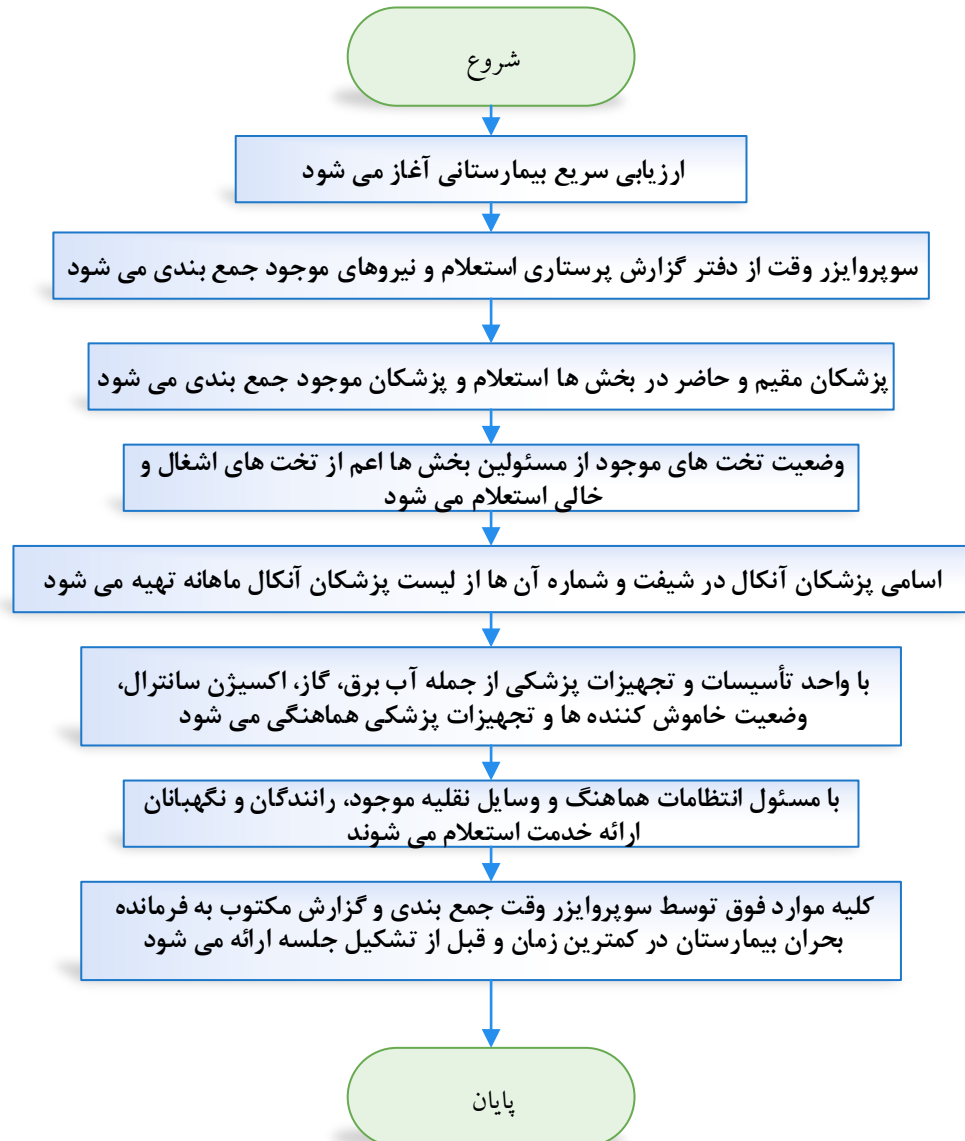 شروع
ارزیابی سریع بیمارستانی آغاز می شود
سوپروایزر وقت از دفتر گزارش پرستاری استعلام و نیروهای موجود جمع بندی می شود
پزشکان مقیم و حاضر در بخش ها استعلام و پزشکان موجود جمع بندی می شود
وضعیت تخت های موجود از مسئولین بخش ها اعم از تخت های اشغال و
خالی استعلام می شود
اسامی پزشکان آنکال در شیفت و شماره آن ها از لیست پزشکان آنکال ماهانه تهیه می شود
با واحد تأسیسات و تجهیزات پزشکی از جمله آب برق، گاز، اکسیژن سانترال،
وضعیت خاموش کننده ها و تجهیزات پزشکی هماهنگی می شود
با مسئول انتظامات هماهنگ و وسایل نقلیه موجود، رانندگان و نگهبانان
ارائه خدمت استعلام می شوند
کلیه موارد فوق توسط سوپروایزر وقت جمع بندی و گزارش مکتوب به فرمانده
بحران بیمارستان در کمترین زمان و قبل از تشکیل جلسه ارائه می شود
پایان